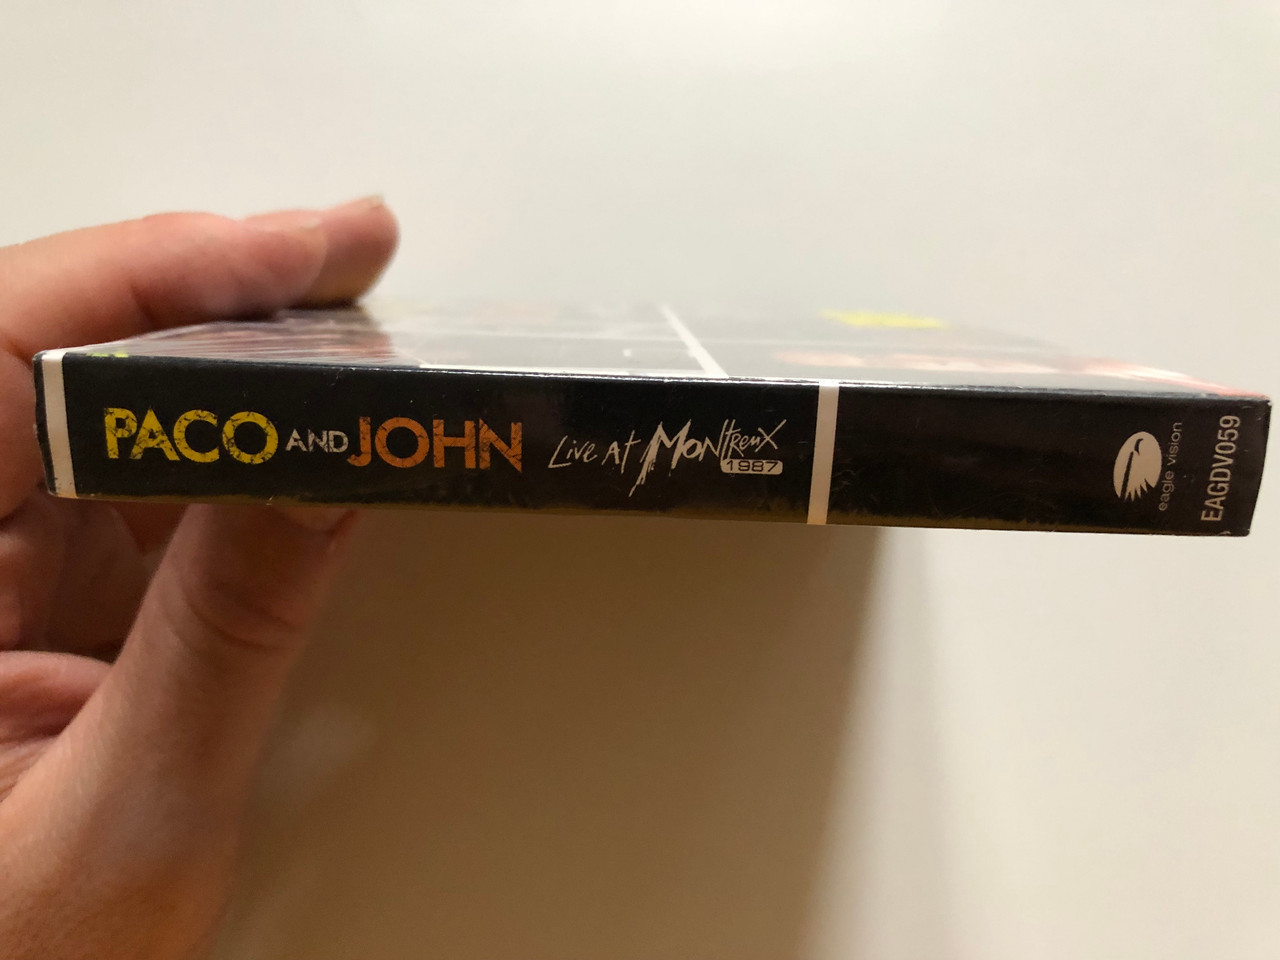 PACO AND JOHN Live At Montreux
1987
eagle vision
EAGDV059